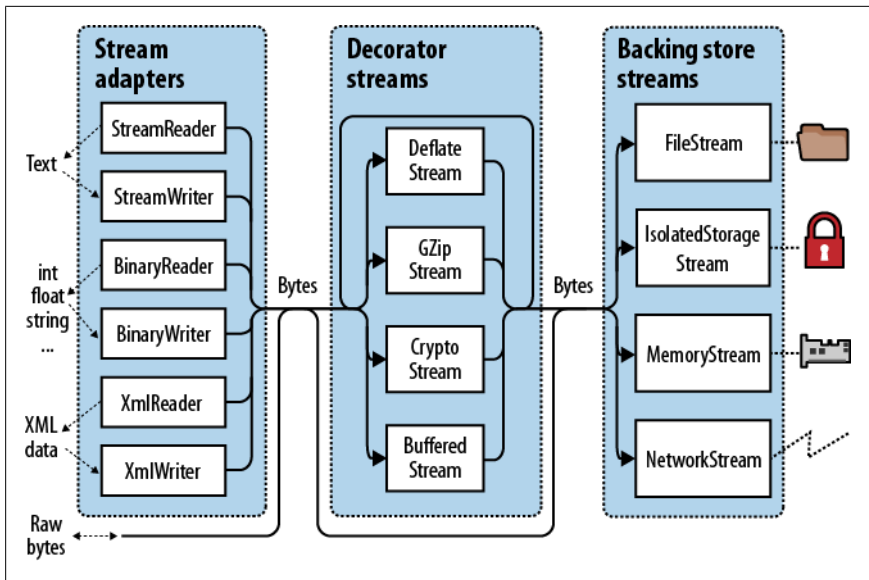 Stream
adapters
StreamReader
Text
StreamWriter
BinaryReader
int
float
string
...
BinaryWriter
XmlReader
XML
data
XmlWriter
Raw
bytes
Bytes
Decorator
streams
Deflate
Stream
GZip
Stream
Crypto
Stream
Buffered
Stream
Bytes
Backing store
streams
FileStream
IsolatedStorage
Stream
MemoryStream
NetworkStream